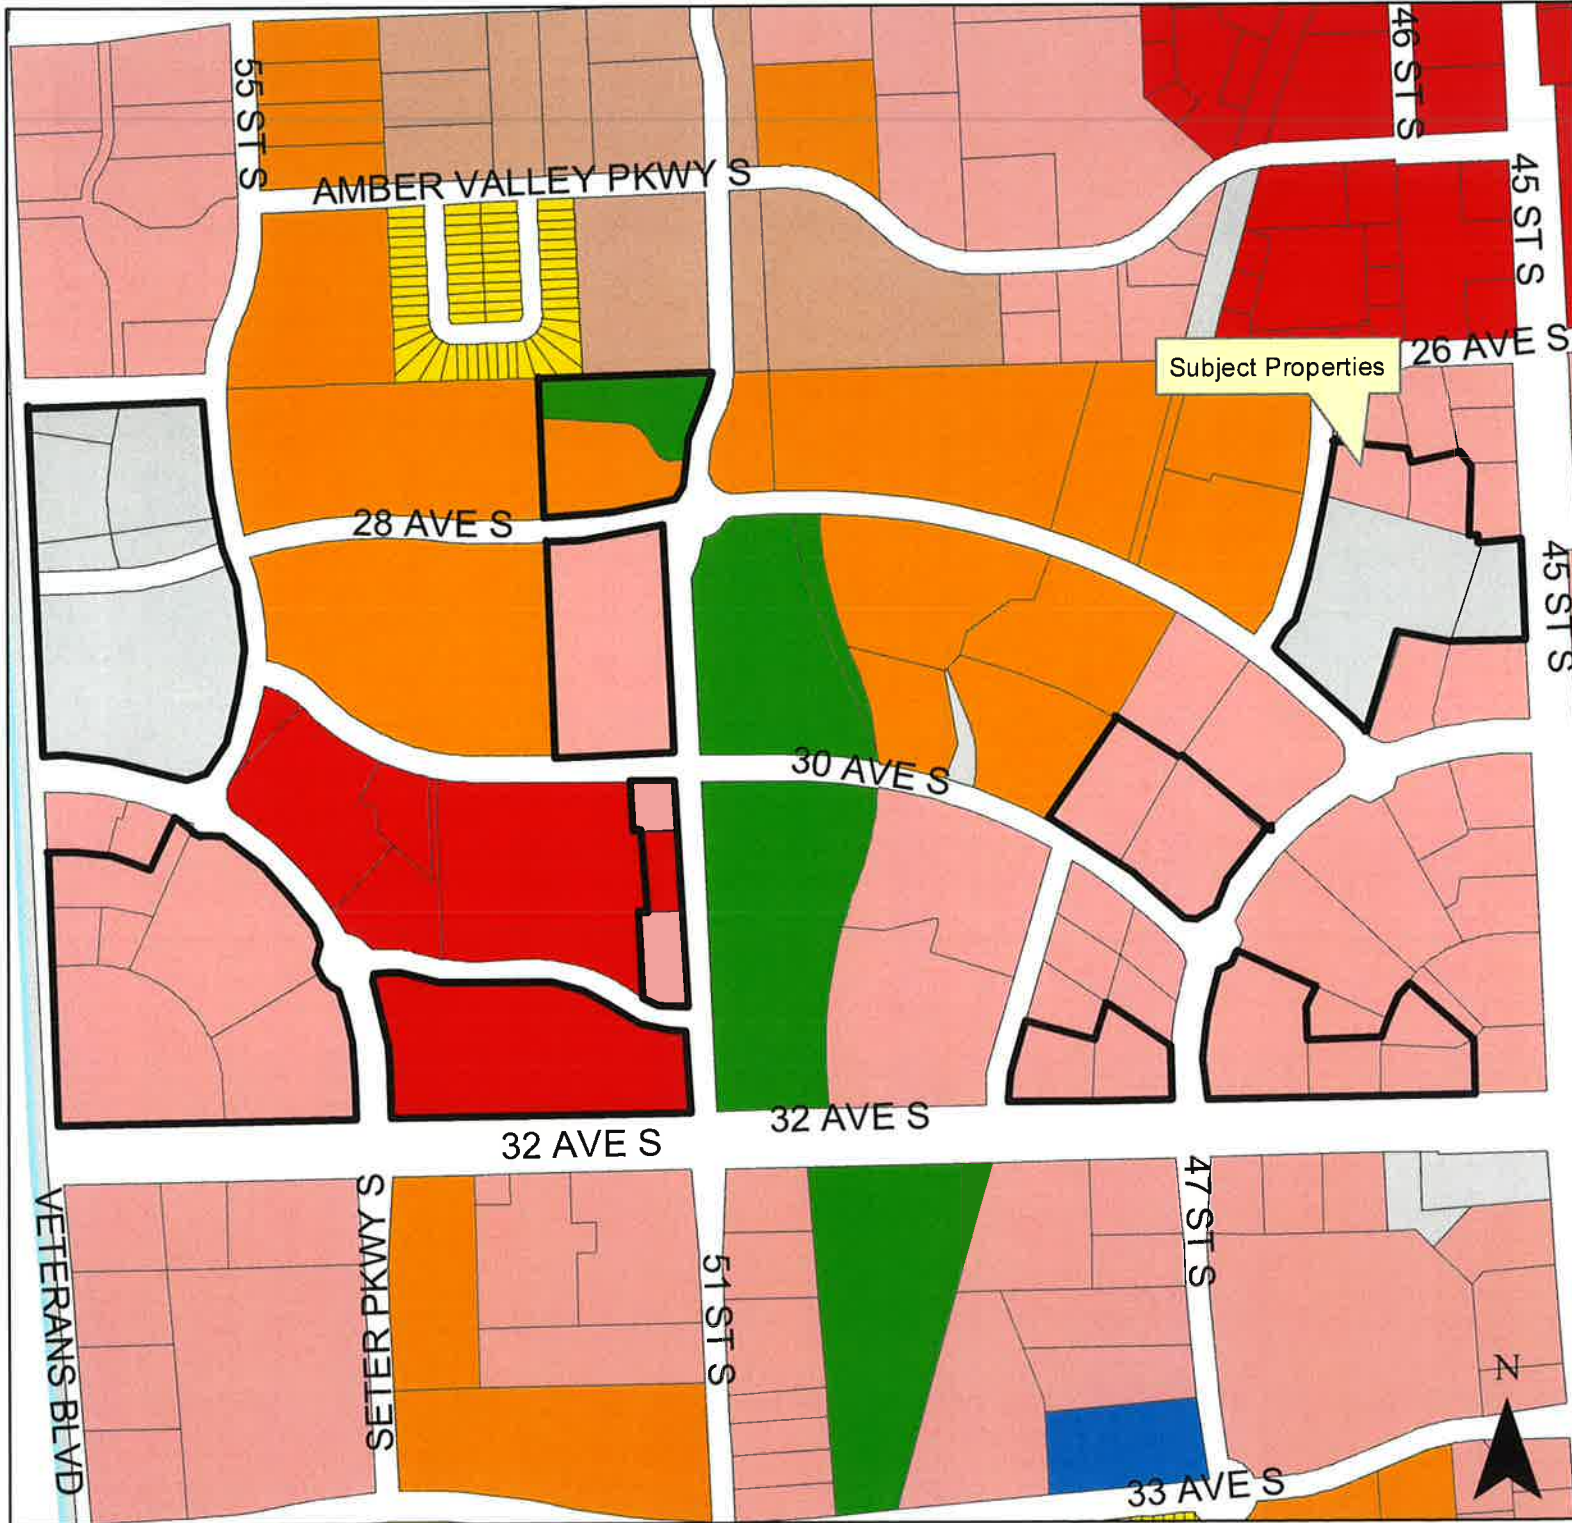 46 ST S
55 ST S
AMBER VALLEY PKWY S
45 ST S
26 AVE S
Subject Properties
28 AVE S
45 ST S
30 AVE S
32 AVE S
32 AVE S
47 ST S
SETER PKWY S
VETERANS BLVD
51 ST S
N
33 AVE S